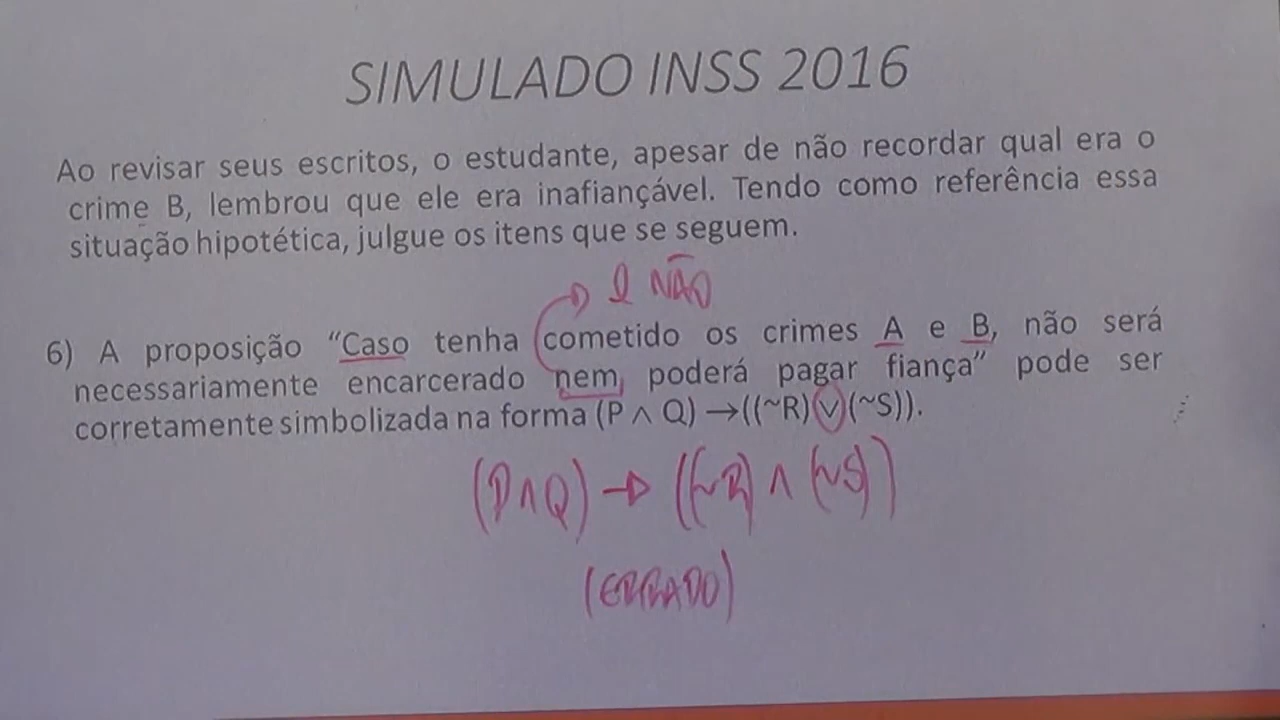 SIMULADO INSS 2016
Ao revisar seus escritos, o estudante, apesar de não recordar qual era o
crime B, lembrou que ele era inafiançável. Tendo como referência essa
situação hipotética, julgue os itens que se seguem.
Q NÃO
6) A proposição “Caso tenha cometido os crimes A e B, não será
necessariamente encarcerado nem poderá pagar fiança” pode ser
corretamente simbolizada na forma (P ∧ Q) →((~R) ∨ (~S)).
(P∧Q) → ((~R) ∧ (~S))
(ERRADO)